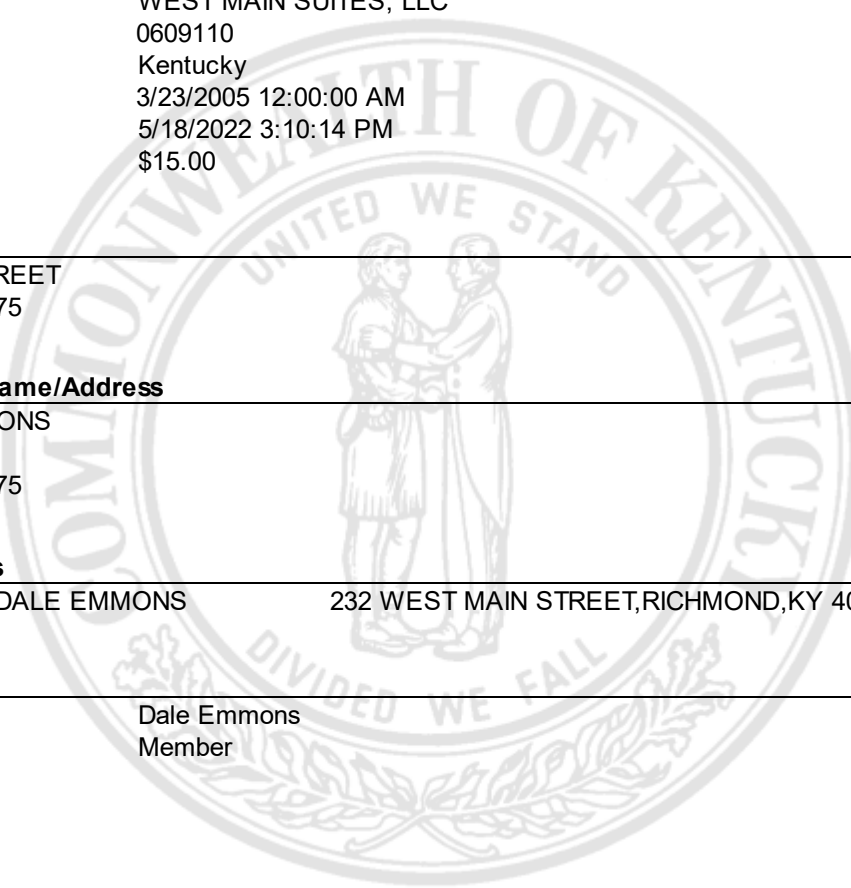 WEST MAIN SUITES, LLC
0609110
Kentucky
3/23/2005 12:00:00 AM
5/18/2022 3:10:14 PM
$15.00
REET
75
ame/Address
ONS
75
s
DALE EMMONS 232 WEST MAIN STREET,RICHMOND,KY 40
Dale Emmons
Member
COMMONWEALTH OF KENTUCKY
UNITED WE STAND
DIVIDED WE FALL